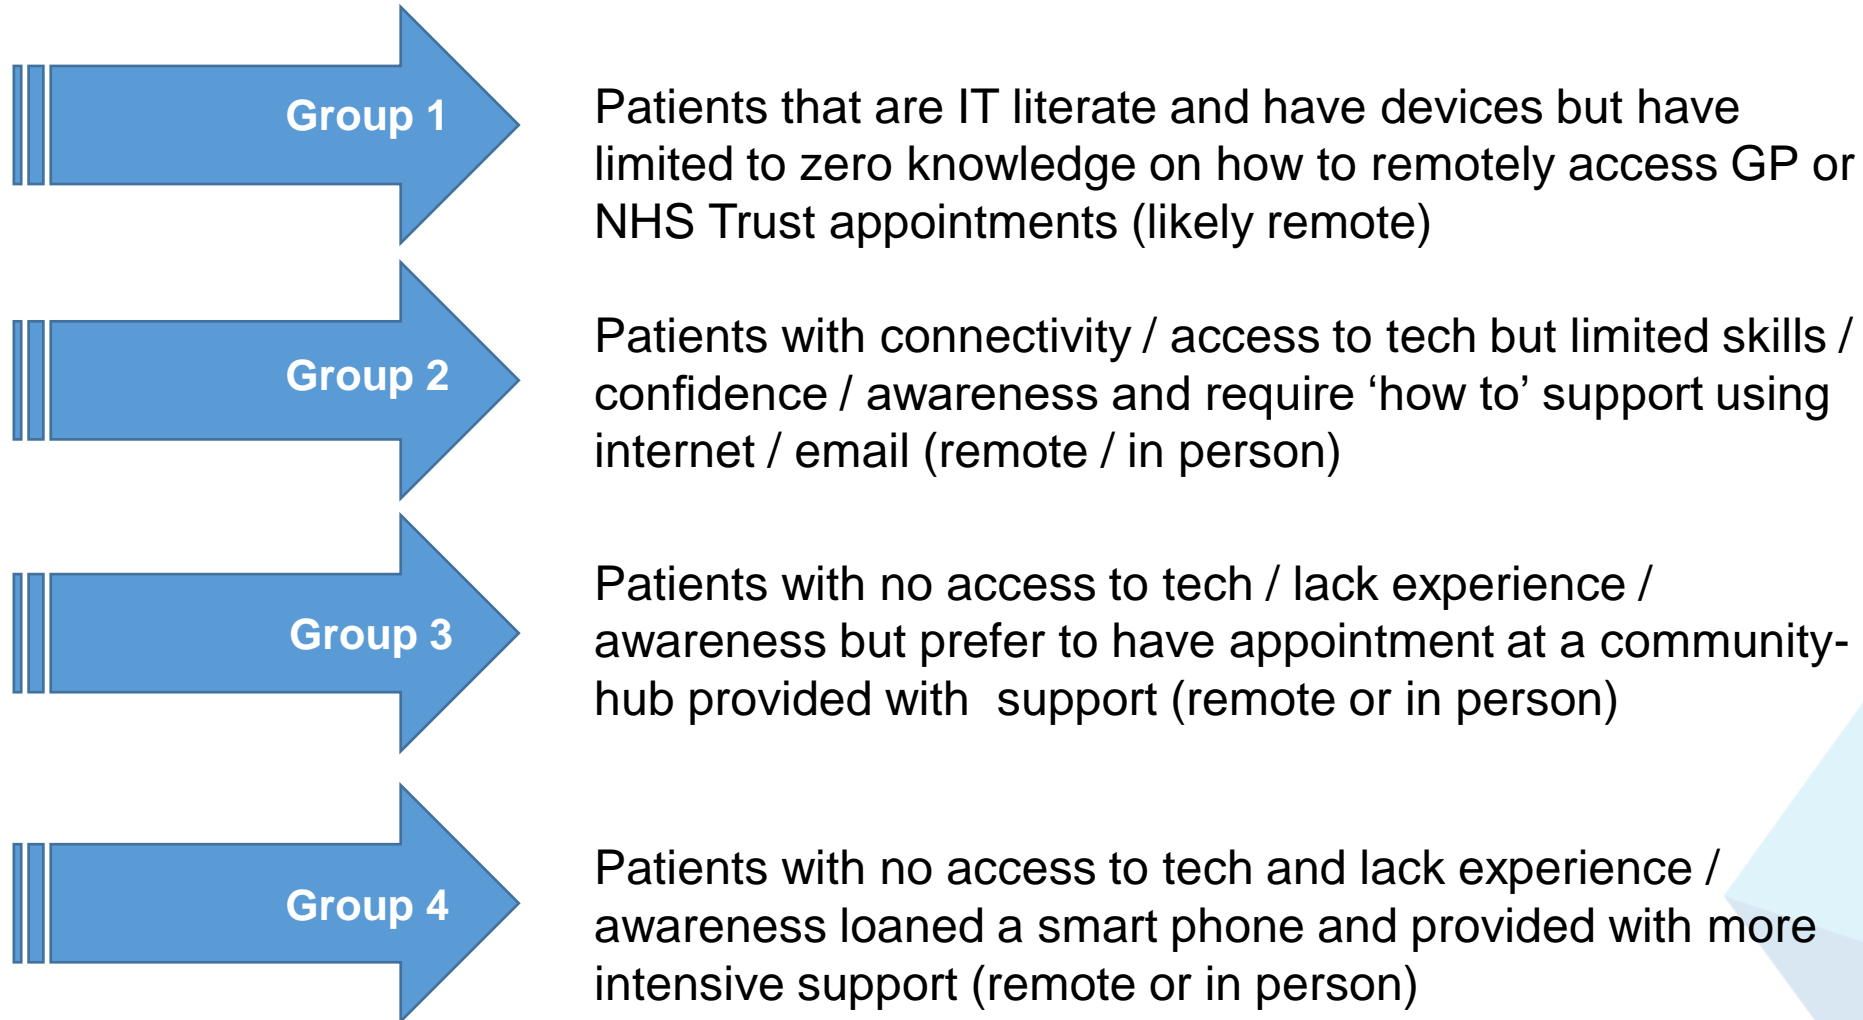 Group 1
Patients that are IT literate and have devices but have
limited to zero knowledge on how to remotely access GP or
NHS Trust appointments (likely remote)
Group 2
Patients with connectivity / access to tech but limited skills /
confidence / awareness and require ‘how to’ support using
internet / email (remote / in person)
Group 3
Patients with no access to tech / lack experience /
awareness but prefer to have appointment at a community-
hub provided with  support (remote or in person)
Group 4
Patients with no access to tech and lack experience /
awareness loaned a smart phone and provided with more
intensive support (remote or in person)